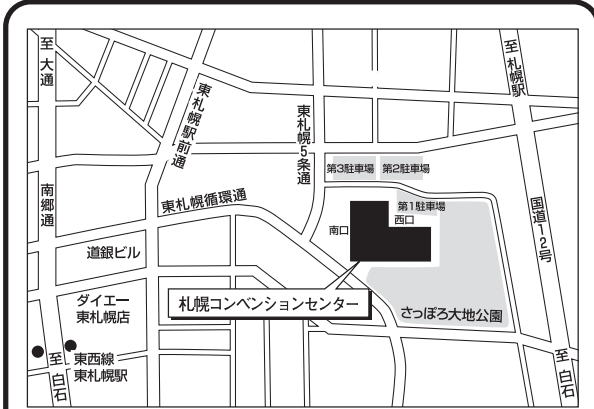 至大通
至札幌駅
東札幌駅前通
東札幌5条通
第3駐車場
第2駐車場
南郷通
東札幌循環通
第1駐車場
西口
南口
国道12号
道銀ビル
札幌コンベンションセンター
ダイエー
東札幌店
さっぽろ大地公園
東西線
東札幌駅
至白石
至白石